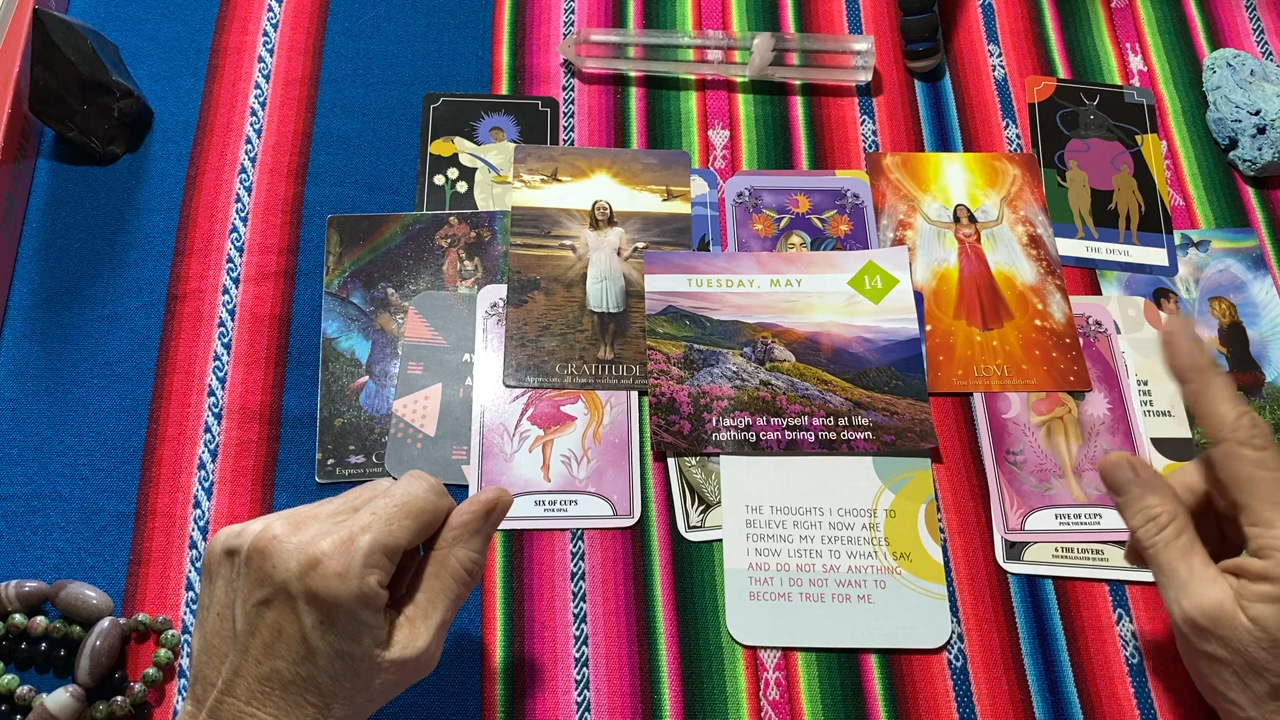 THE DEVIL
GRATITUDE
Appreciate all that is within and
LOVE
True love is unconditional.
TUESDAY, MAY
14
I laugh at myself and at life;
nothing can bring me down.
Express your
SIX OF CUPS
PINK OPAL
FIVE OF CUPS
PINK TOURMALINE
6 THE LOVERS
TOURMALINATED QUARTZ
THE THOUGHTS I CHOOSE TO
BELIEVE RIGHT NOW ARE
FORMING MY EXPERIENCES.
I NOW LISTEN TO WHAT I SAY,
AND DO NOT SAY ANYTHING
THAT I DO NOT WANT TO
BECOME TRUE FOR ME.